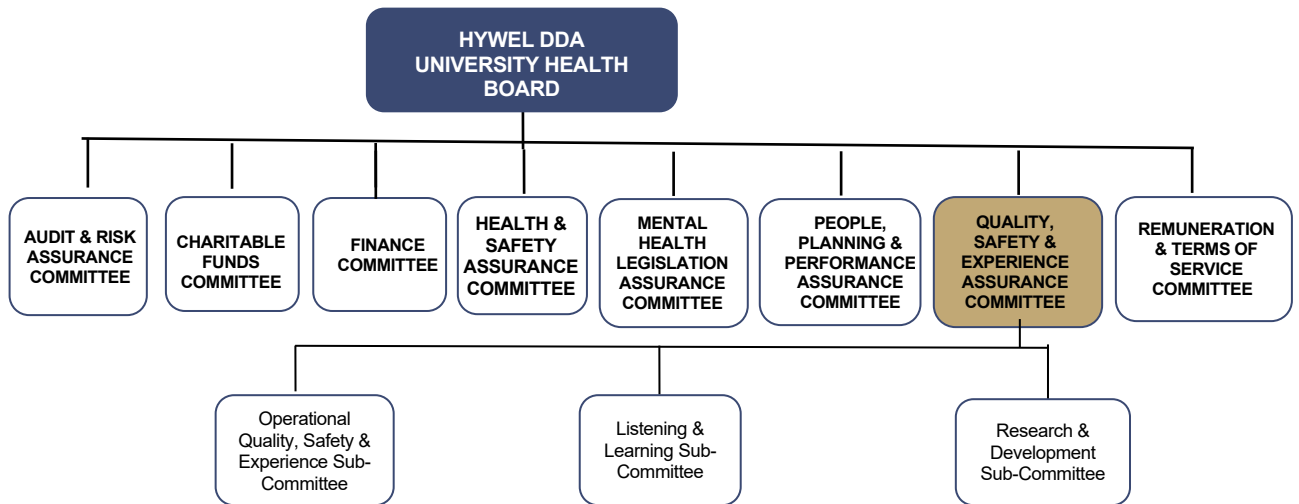 HYWEL DDA
UNIVERSITY HEALTH
BOARD
AUDIT & RISK
ASSURANCE
COMMITTEE
CHARITABLE
FUNDS
COMMITTEE
FINANCE
COMMITTEE
HEALTH &
SAFETY
ASSURANCE
COMMITTEE
MENTAL
HEALTH
LEGISLATION
ASSURANCE
COMMITTEE
PEOPLE,
PLANNING &
PERFORMANCE
ASSURANCE
COMMITTEE
QUALITY,
SAFETY &
EXPERIENCE
ASSURANCE
COMMITTEE
REMUNERATION
& TERMS OF
SERVICE
COMMITTEE
Operational
Quality, Safety &
Experience Sub-
Committee
Listening &
Learning Sub-
Committee
Research &
Development
Sub-Committee